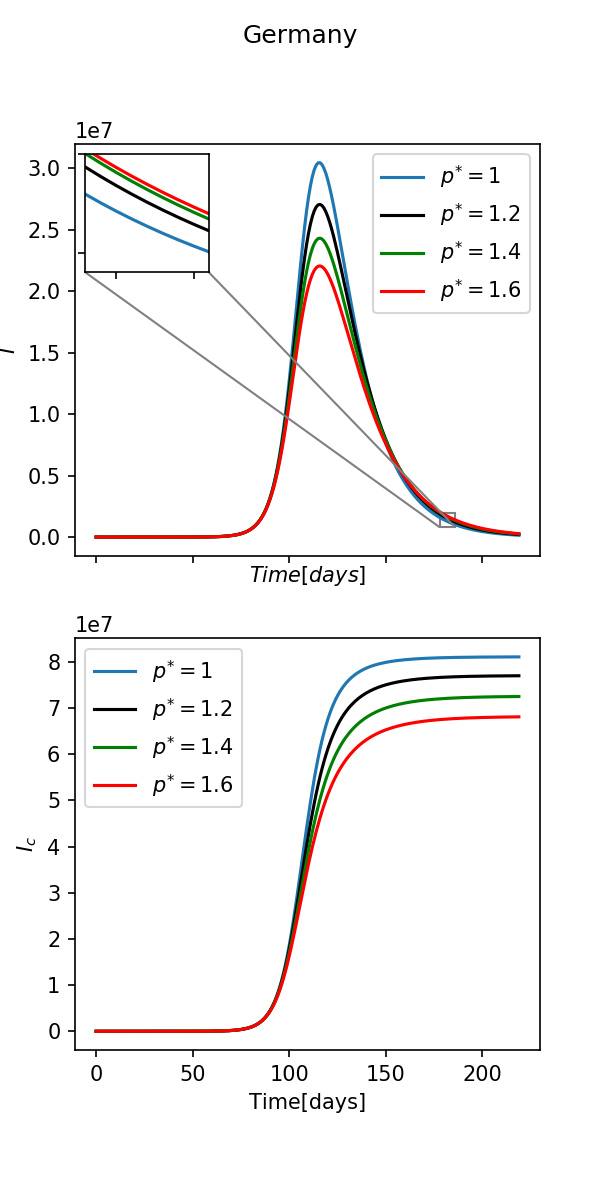 Germany
1e7
3.0
2.5
2.0
1.5
1.0
0.5
0.0
I
p* = 1
p* = 1.2
p* = 1.4
p* = 1.6
Time[days]
1e7
8
7
6
5
4
3
2
1
0
I_c
p* = 1
p* = 1.2
p* = 1.4
p* = 1.6
0 50 100 150 200
Time[days]